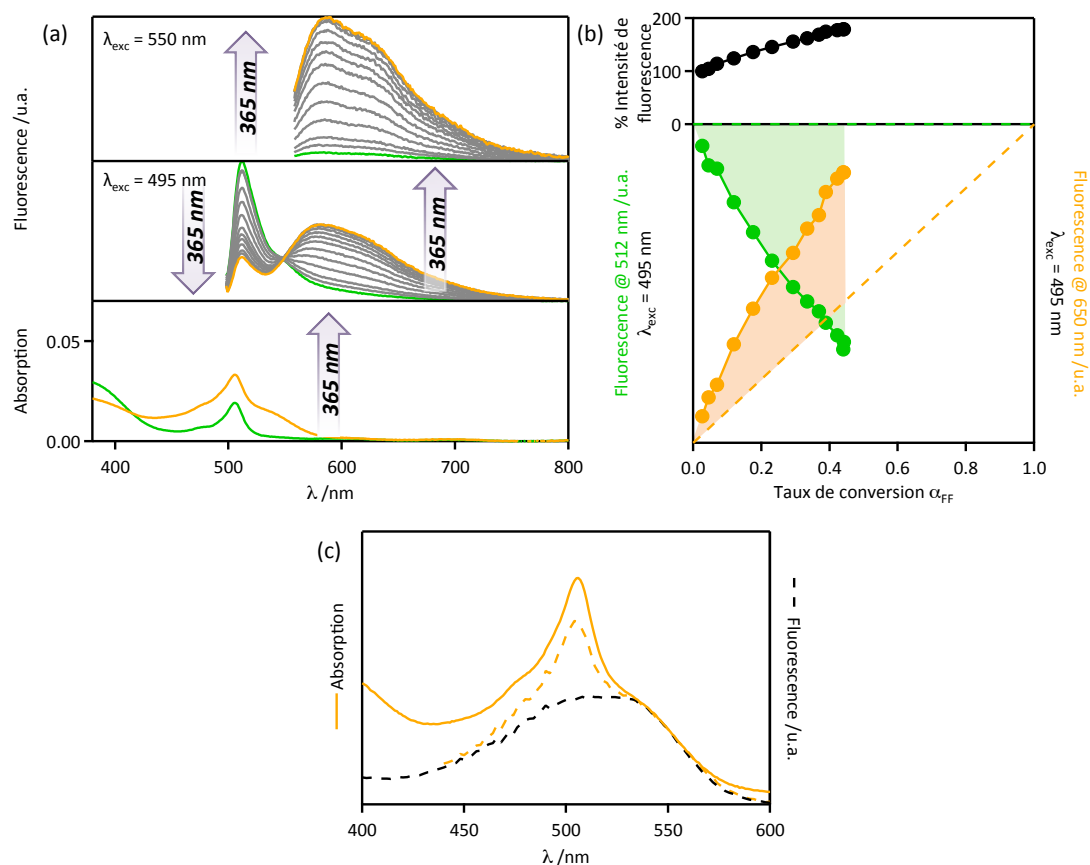 (a)
λexc = 550 nm
365 nm
λexc = 495 nm
365 nm
365 nm
365 nm
Fluorescence /u.a.
Absorption
0.05
0.00
400
500
600
700
800
λ /nm
(b)
% Intensité de
fluorescence
200
100
0
Fluorescence @ 512 nm /u.a.
λexc = 495 nm
Fluorescence @ 650 nm /u.a.
λexc = 495 nm
0.0
0.2
0.4
0.6
0.8
1.0
Taux de conversion αFF
(c)
Absorption
Fluorescence /u.a.
400
450
500
550
600
λ /nm